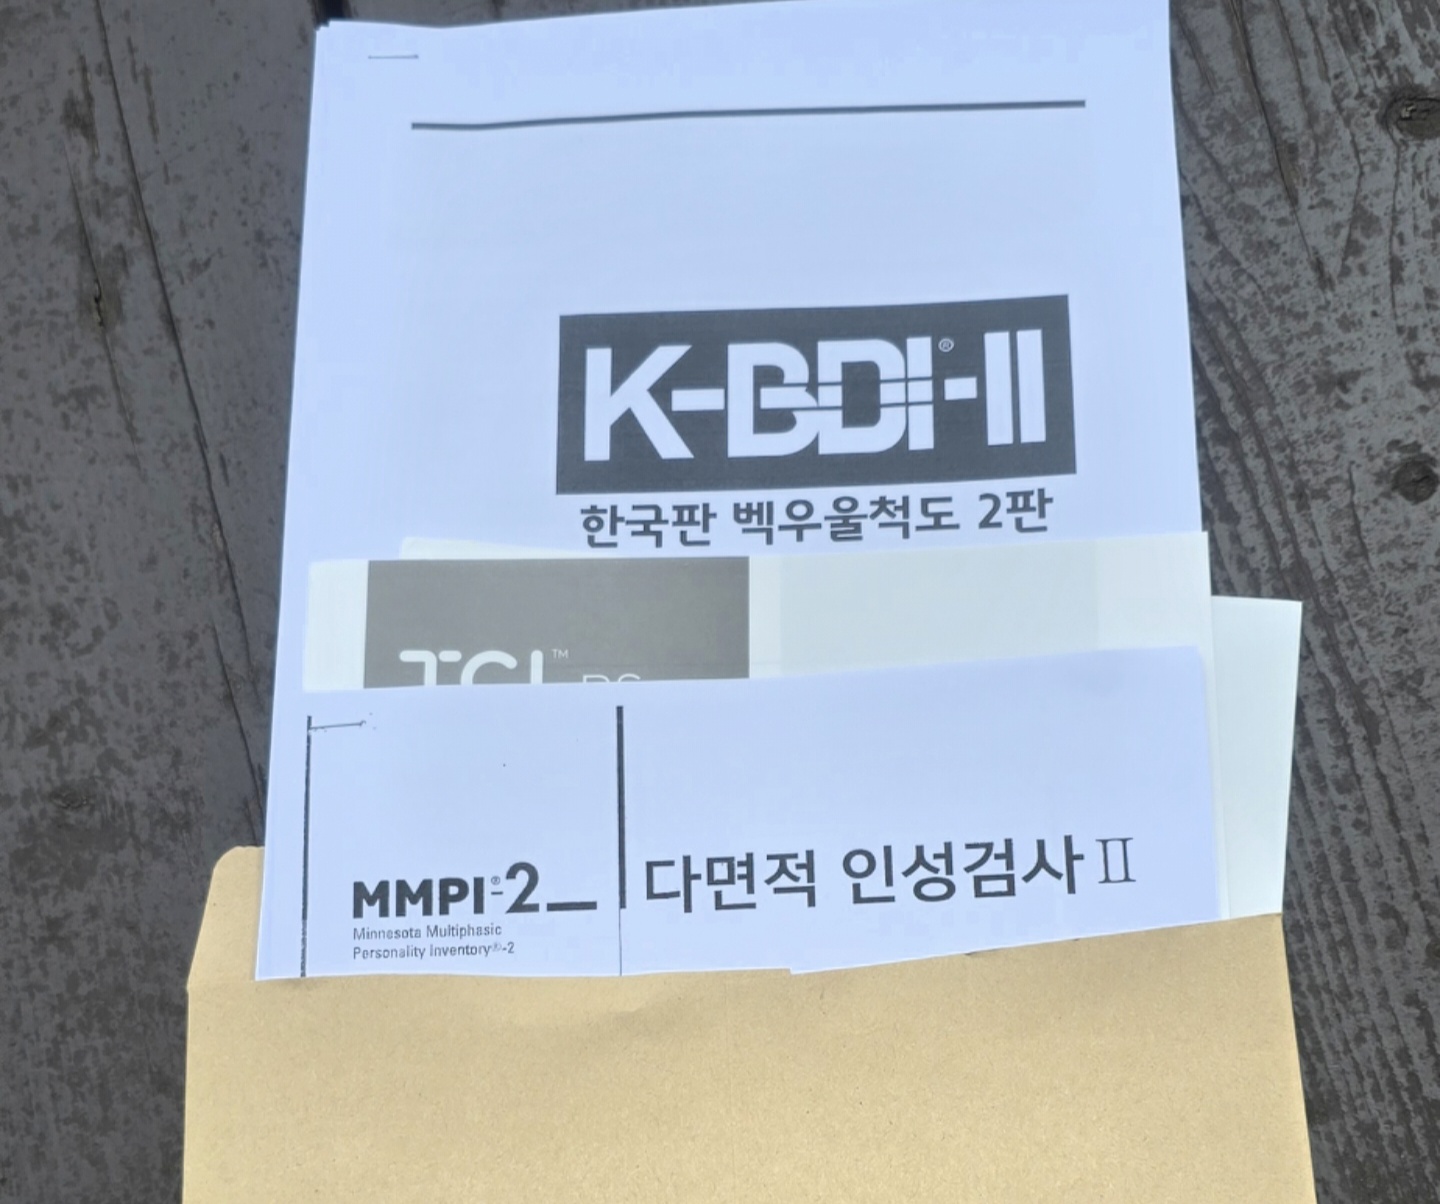 K-BDI®-II
한국판 벡우울척도 2판
TCI™
MMPI®-2
다면적 인성검사 II
Minnesota Multiphasic
Personality Inventory®-2